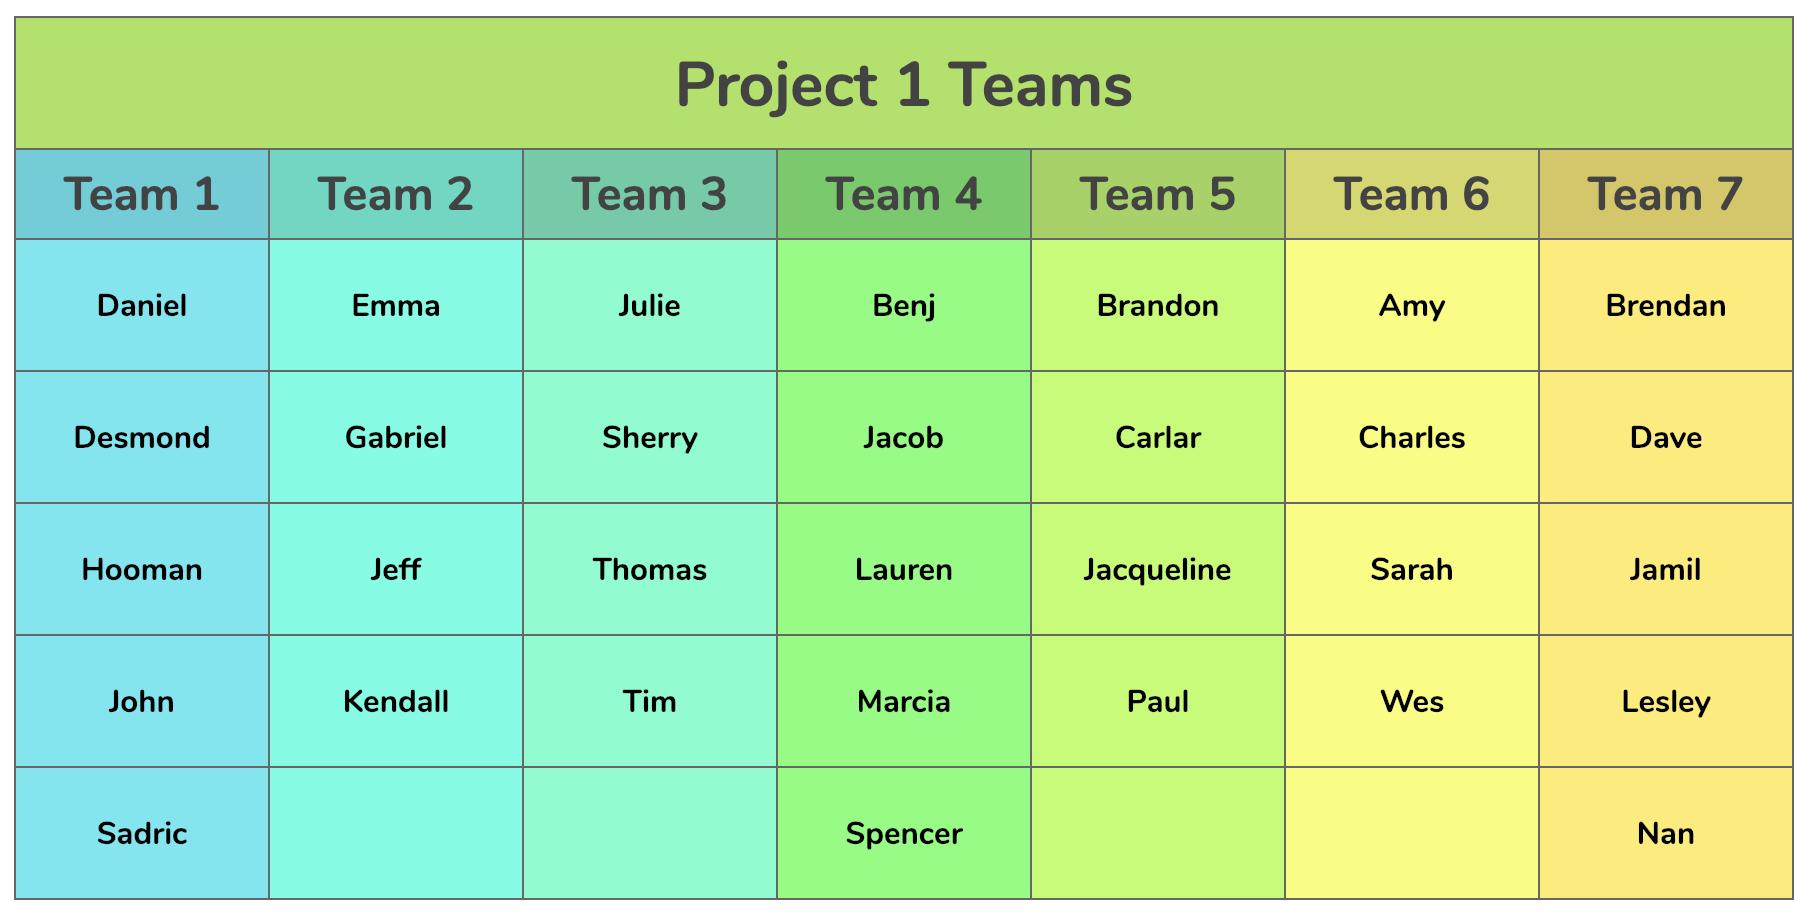 Project 1 Teams
Team 1 Team 2 Team 3 Team 4 Team 5 Team 6 Team 7
Daniel Emma Julie Benj Brandon Amy Brendan
Desmond Gabriel Sherry Jacob Carlar Charles Dave
Hooman Jeff Thomas Lauren Jacqueline Sarah Jamil
John Kendall Tim Marcia Paul Wes Lesley
Sadric Spencer Nan